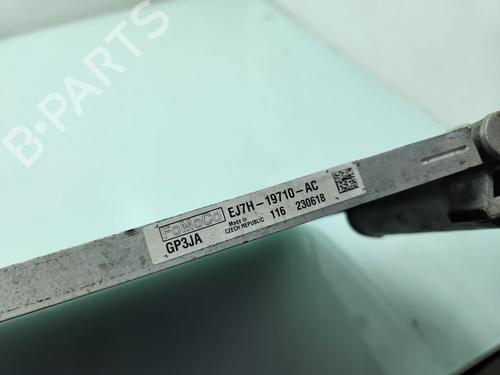 B-PARTS
FoMoCo
EJ7H-19710-AC
GP3JA
Made in
CZECH REPUBLIC
116 230618